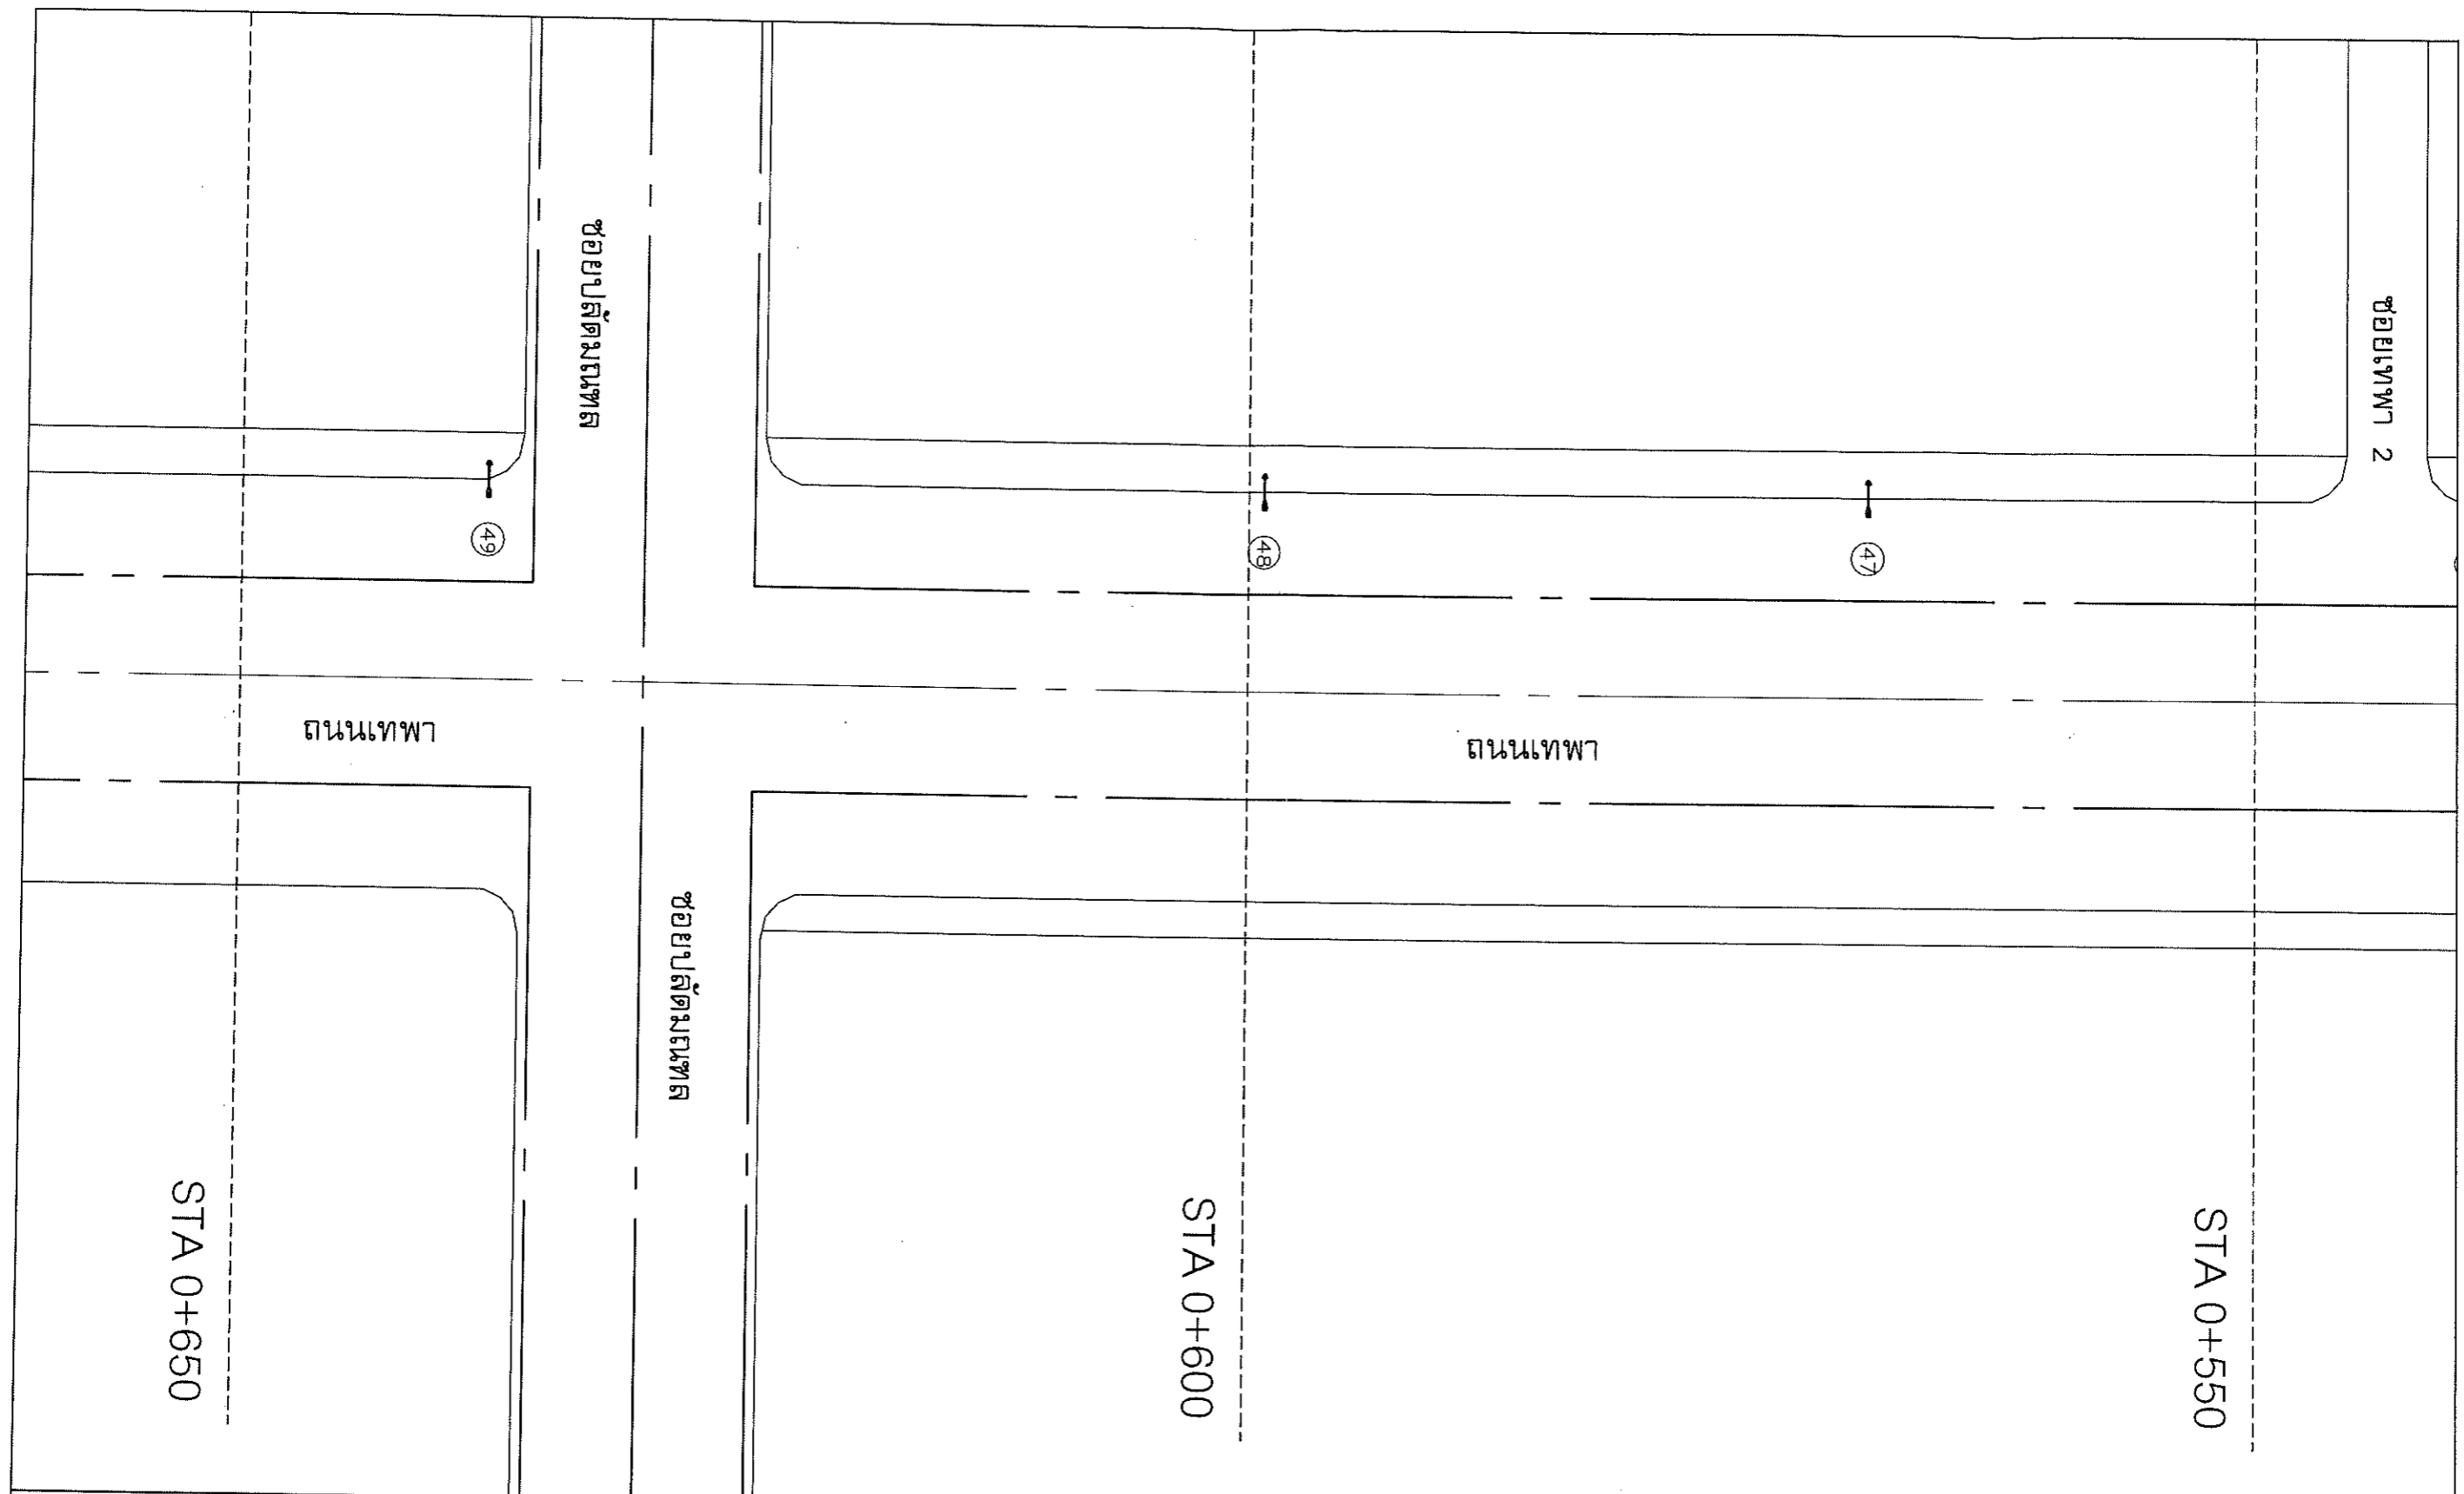 ซอยปลัดมณฑล
ซอยเทพา 2
49
48
47
ถนนเทพา
ถนนเทพา
ซอยปลัดมณฑล
STA 0+650
STA 0+600
STA 0+550